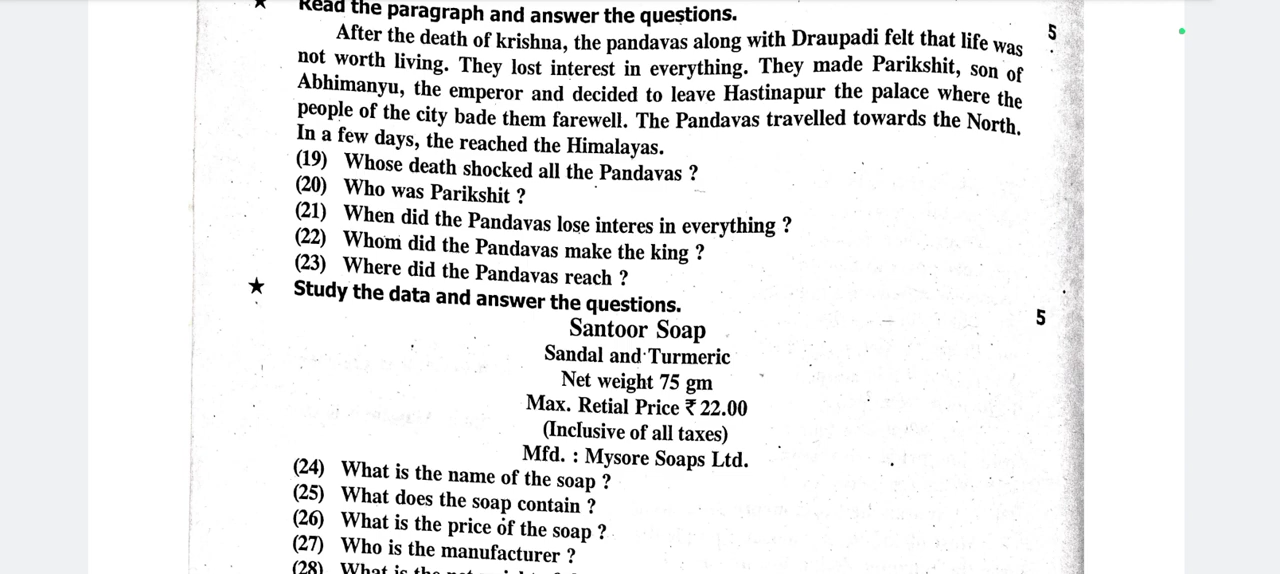 ★ Read the paragraph and answer the questions. 5
After the death of krishna, the pandavas along with Draupadi felt that life was
not worth living. They lost interest in everything. They made Parikshit, son of
Abhimanyu, the emperor and decided to leave Hastinapur the palace where the
people of the city bade them farewell. The Pandavas travelled towards the North.
In a few days, the reached the Himalayas.
(19) Whose death shocked all the Pandavas ?
(20) Who was Parikshit ?
(21) When did the Pandavas lose interes in everything ?
(22) Whom did the Pandavas make the king ?
(23) Where did the Pandavas reach ?
★ Study the data and answer the questions. 5
Santoor Soap
Sandal and Turmeric
Net weight 75 gm
Max. Retial Price ₹ 22.00
(Inclusive of all taxes)
Mfd. : Mysore Soaps Ltd.
(24) What is the name of the soap ?
(25) What does the soap contain ?
(26) What is the price of the soap ?
(27) Who is the manufacturer ?
(28) What is the